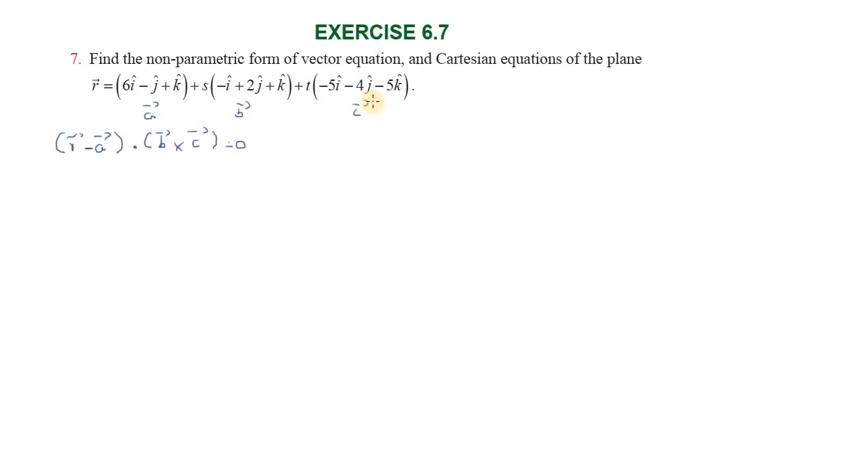 EXERCISE 6.7
7. Find the non-parametric form of vector equation, and Cartesian equations of the plane
r⃗ = (6î − ĵ + k̂) + s(−î + 2ĵ + k̂) + t(−5î − 4ĵ − 5k̂).
a⃗ b⃗ c⃗
(r⃗ − a⃗) · (b⃗ × c⃗) = 0